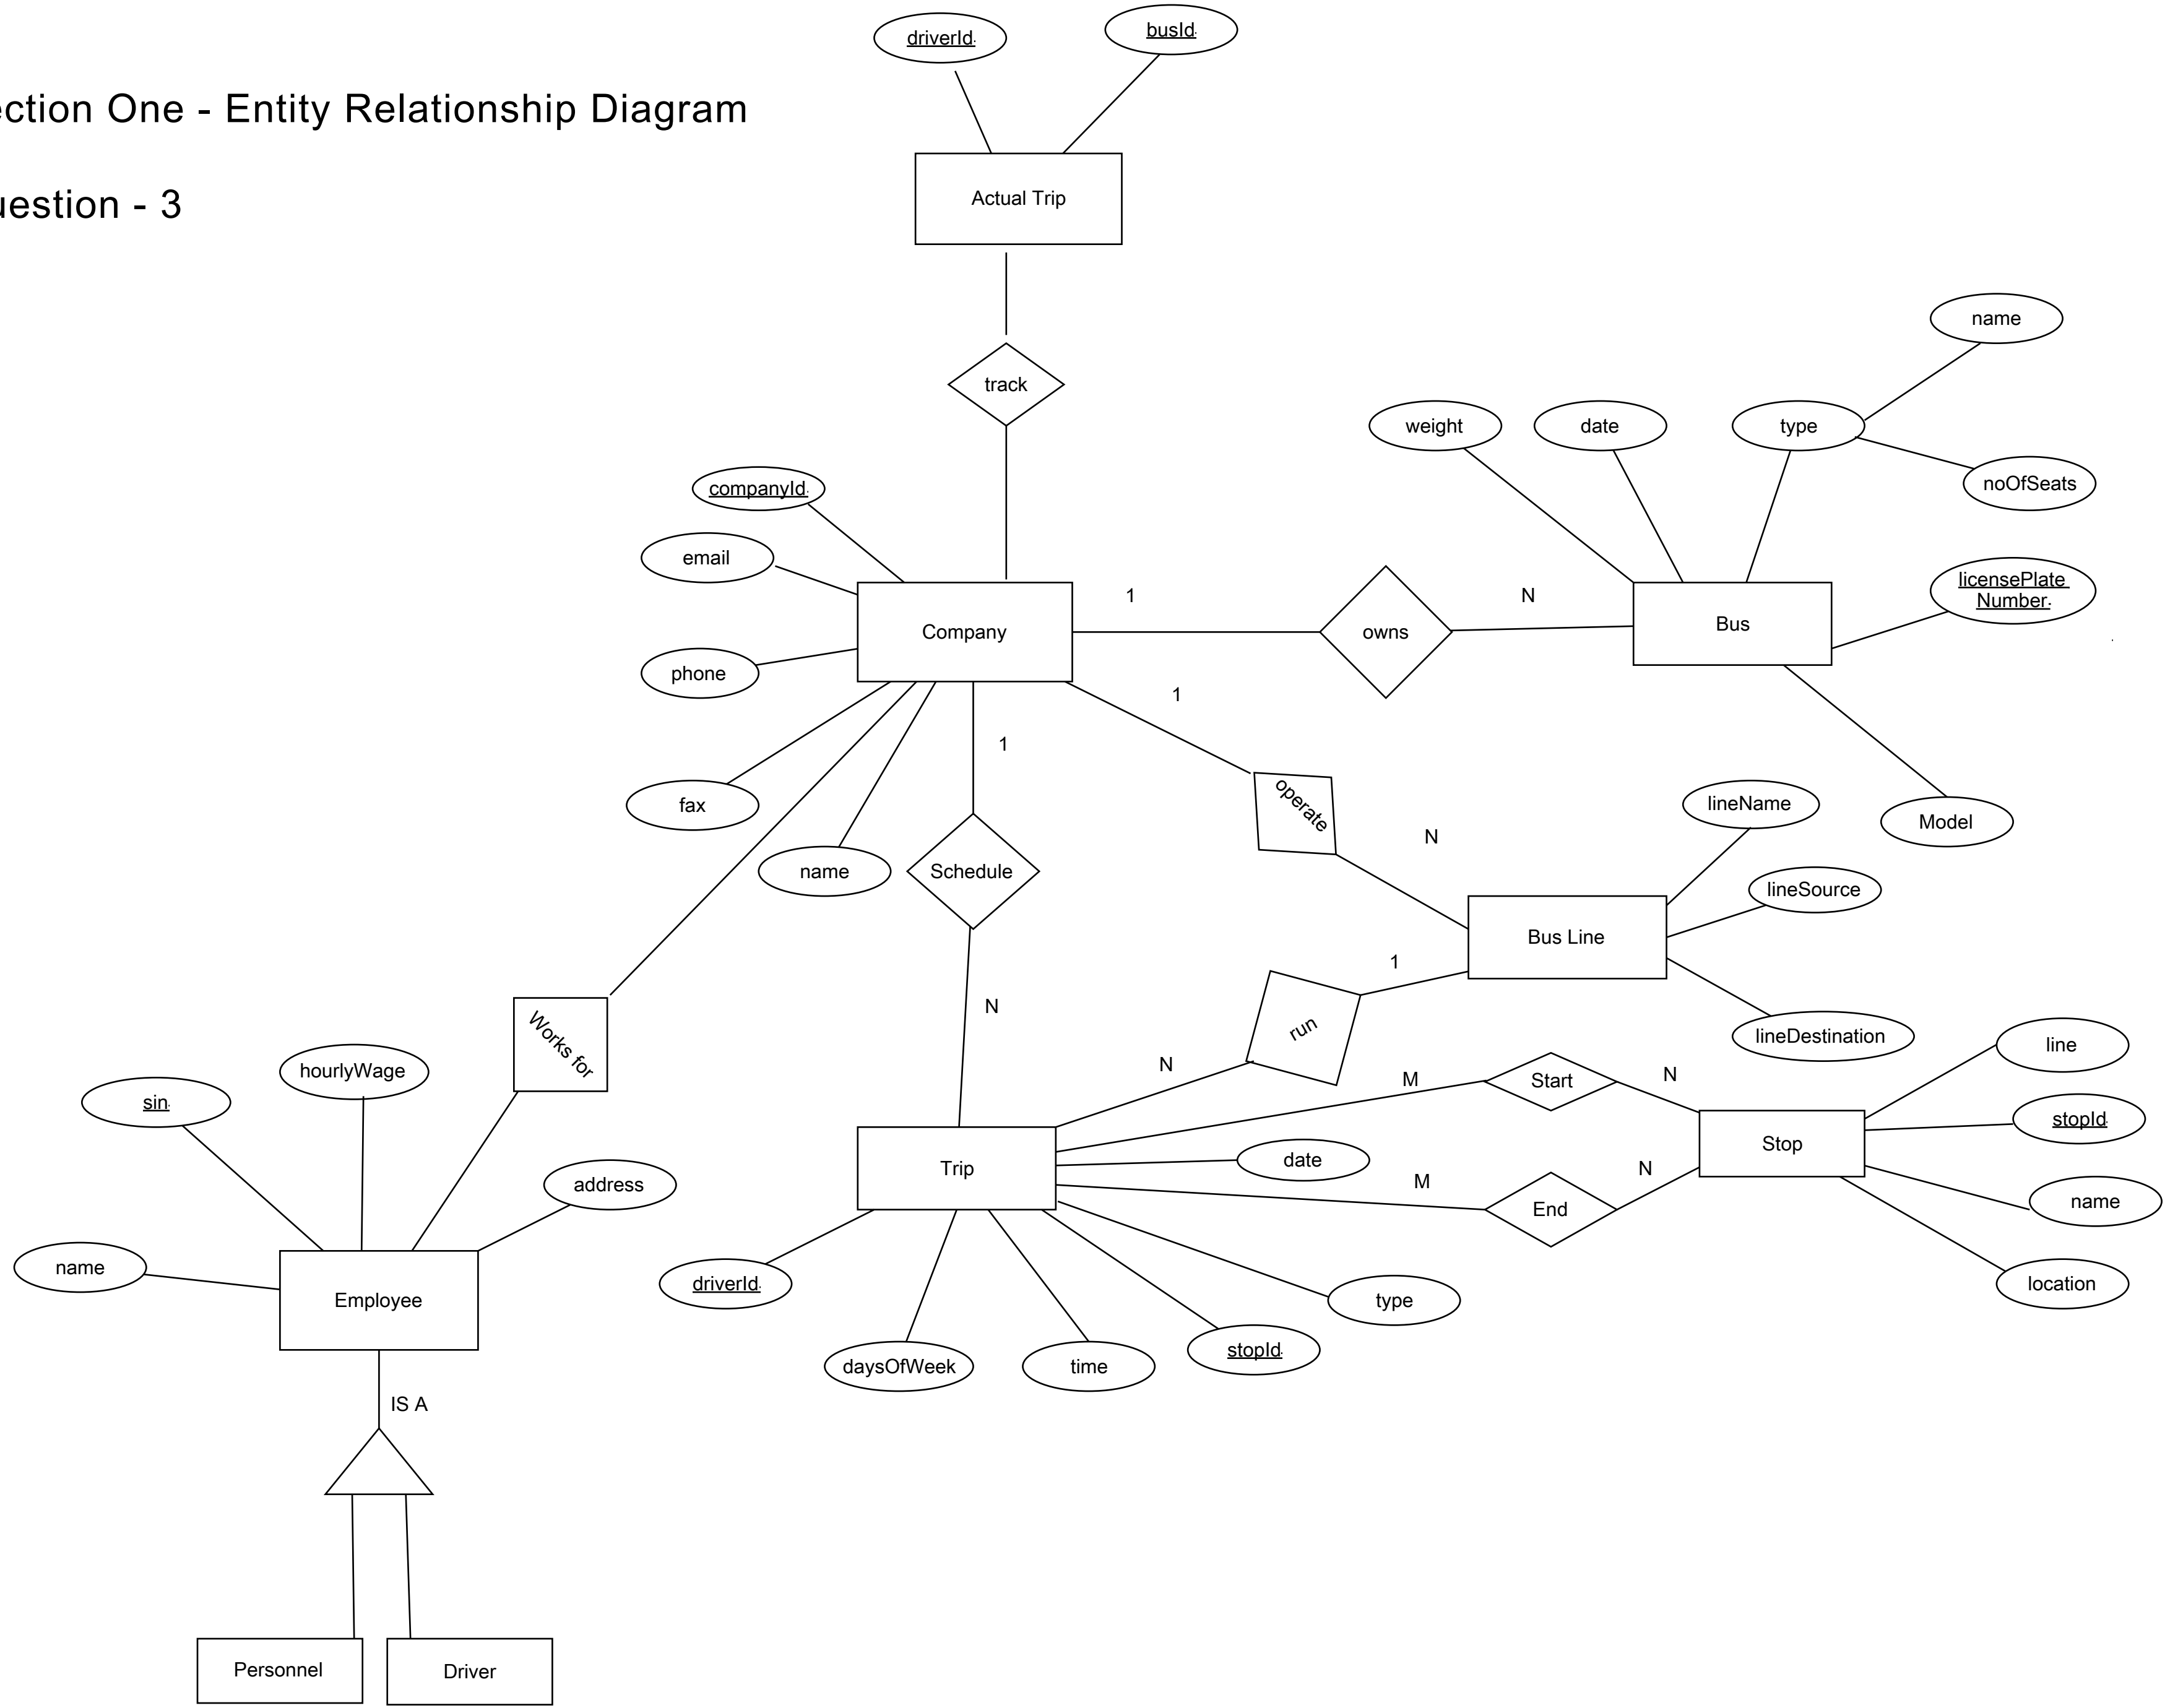 driverId
busId
ection One - Entity Relationship Diagram
Actual Trip
uestion - 3
name
track
weight
date
type
companyId
noOfSeats
email
licensePlate
Number
1
N
Company
owns
Bus
phone
1
1
operate
lineName
fax
N
Model
name
Schedule
lineSource
Bus Line
1
N
run
lineDestination
Works for
line
hourlyWage
N
M
Start
N
sin
stopId
Stop
date
Trip
N
address
M
name
End
name
driverId
location
Employee
type
daysOfWeek
time
stopId
IS A
Personnel
Driver